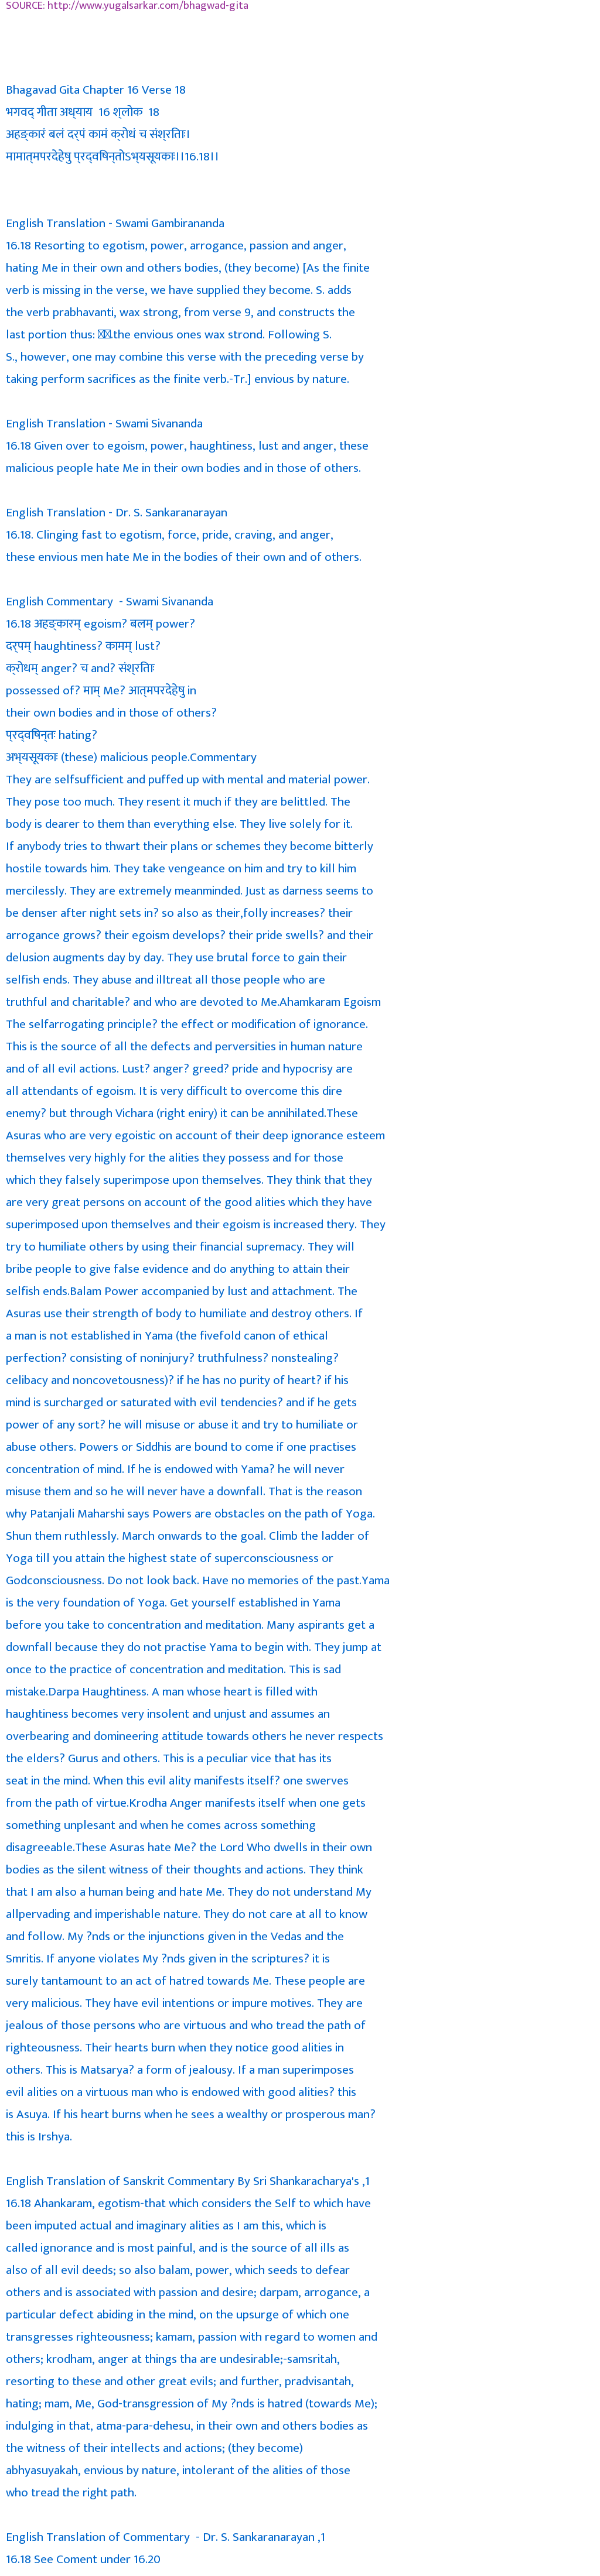 SOURCE: http://www.yugalsarkar.com/bhagwad-gita
Bhagavad Gita Chapter 16 Verse 18
भगवद् गीता अध्याय 16 श्लोक 18
अहङ्कारं बलं दर्पं कामं क्रोधं च संश्रिताः।
मामात्मपरदेहेषु प्रद्विषन्तोऽभ्यसूयकाः।।16.18।।
English Translation - Swami Gambirananda
16.18 Resorting to egotism, power, arrogance, passion and anger,
hating Me in their own and others bodies, (they become) [As the finite
verb is missing in the verse, we have supplied they become. S. adds
the verb prabhavanti, wax strong, from verse 9, and constructs the
last portion thus: .the envious ones wax strond. Following S.
S., however, one may combine this verse with the preceding verse by
taking perform sacrifices as the finite verb.-Tr.] envious by nature.
English Translation - Swami Sivananda
16.18 Given over to egoism, power, haughtiness, lust and anger, these
malicious people hate Me in their own bodies and in those of others.
English Translation - Dr. S. Sankaranarayan
16.18. Clinging fast to egotism, force, pride, craving, and anger,
these envious men hate Me in the bodies of their own and of others.
English Commentary - Swami Sivananda
16.18 अहङ्कारम् egoism? बलम् power?
दर्पम् haughtiness? कामम् lust?
क्रोधम् anger? च and? संश्रिताः
possessed of? माम् Me? आत्मपरदेहेषु in
their own bodies and in those of others?
प्रद्विषन्तः hating?
अभ्यसूयकाः (these) malicious people.Commentary
They are selfsufficient and puffed up with mental and material power.
They pose too much. They resent it much if they are belittled. The
body is dearer to them than everything else. They live solely for it.
If anybody tries to thwart their plans or schemes they become bitterly
hostile towards him. They take vengeance on him and try to kill him
mercilessly. They are extremely meanminded. Just as darness seems to
be denser after night sets in? so also as their,folly increases? their
arrogance grows? their egoism develops? their pride swells? and their
delusion augments day by day. They use brutal force to gain their
selfish ends. They abuse and illtreat all those people who are
truthful and charitable? and who are devoted to Me.Ahamkaram Egoism
The selfarrogating principle? the effect or modification of ignorance.
This is the source of all the defects and perversities in human nature
and of all evil actions. Lust? anger? greed? pride and hypocrisy are
all attendants of egoism. It is very difficult to overcome this dire
enemy? but through Vichara (right eniry) it can be annihilated.These
Asuras who are very egoistic on account of their deep ignorance esteem
themselves very highly for the alities they possess and for those
which they falsely superimpose upon themselves. They think that they
are very great persons on account of the good alities which they have
superimposed upon themselves and their egoism is increased thery. They
try to humiliate others by using their financial supremacy. They will
bribe people to give false evidence and do anything to attain their
selfish ends.Balam Power accompanied by lust and attachment. The
Asuras use their strength of body to humiliate and destroy others. If
a man is not established in Yama (the fivefold canon of ethical
perfection? consisting of noninjury? truthfulness? nonstealing?
celibacy and noncovetousness)? if he has no purity of heart? if his
mind is surcharged or saturated with evil tendencies? and if he gets
power of any sort? he will misuse or abuse it and try to humiliate or
abuse others. Powers or Siddhis are bound to come if one practises
concentration of mind. If he is endowed with Yama? he will never
misuse them and so he will never have a downfall. That is the reason
why Patanjali Maharshi says Powers are obstacles on the path of Yoga.
Shun them ruthlessly. March onwards to the goal. Climb the ladder of
Yoga till you attain the highest state of superconsciousness or
Godconsciousness. Do not look back. Have no memories of the past.Yama
is the very foundation of Yoga. Get yourself established in Yama
before you take to concentration and meditation. Many aspirants get a
downfall because they do not practise Yama to begin with. They jump at
once to the practice of concentration and meditation. This is sad
mistake.Darpa Haughtiness. A man whose heart is filled with
haughtiness becomes very insolent and unjust and assumes an
overbearing and domineering attitude towards others he never respects
the elders? Gurus and others. This is a peculiar vice that has its
seat in the mind. When this evil ality manifests itself? one swerves
from the path of virtue.Krodha Anger manifests itself when one gets
something unplesant and when he comes across something
disagreeable.These Asuras hate Me? the Lord Who dwells in their own
bodies as the silent witness of their thoughts and actions. They think
that I am also a human being and hate Me. They do not understand My
allpervading and imperishable nature. They do not care at all to know
and follow. My ?nds or the injunctions given in the Vedas and the
Smritis. If anyone violates My ?nds given in the scriptures? it is
surely tantamount to an act of hatred towards Me. These people are
very malicious. They have evil intentions or impure motives. They are
jealous of those persons who are virtuous and who tread the path of
righteousness. Their hearts burn when they notice good alities in
others. This is Matsarya? a form of jealousy. If a man superimposes
evil alities on a virtuous man who is endowed with good alities? this
is Asuya. If his heart burns when he sees a wealthy or prosperous man?
this is Irshya.
English Translation of Sanskrit Commentary By Sri Shankaracharya's ,1
16.18 Ahankaram, egotism-that which considers the Self to which have
been imputed actual and imaginary alities as I am this, which is
called ignorance and is most painful, and is the source of all ills as
also of all evil deeds; so also balam, power, which seeds to defear
others and is associated with passion and desire; darpam, arrogance, a
particular defect abiding in the mind, on the upsurge of which one
transgresses righteousness; kamam, passion with regard to women and
others; krodham, anger at things tha are undesirable;-samsritah,
resorting to these and other great evils; and further, pradvisantah,
hating; mam, Me, God-transgression of My ?nds is hatred (towards Me);
indulging in that, atma-para-dehesu, in their own and others bodies as
the witness of their intellects and actions; (they become)
abhyasuyakah, envious by nature, intolerant of the alities of those
who tread the right path.
English Translation of Commentary - Dr. S. Sankaranarayan ,1
16.18 See Coment under 16.20